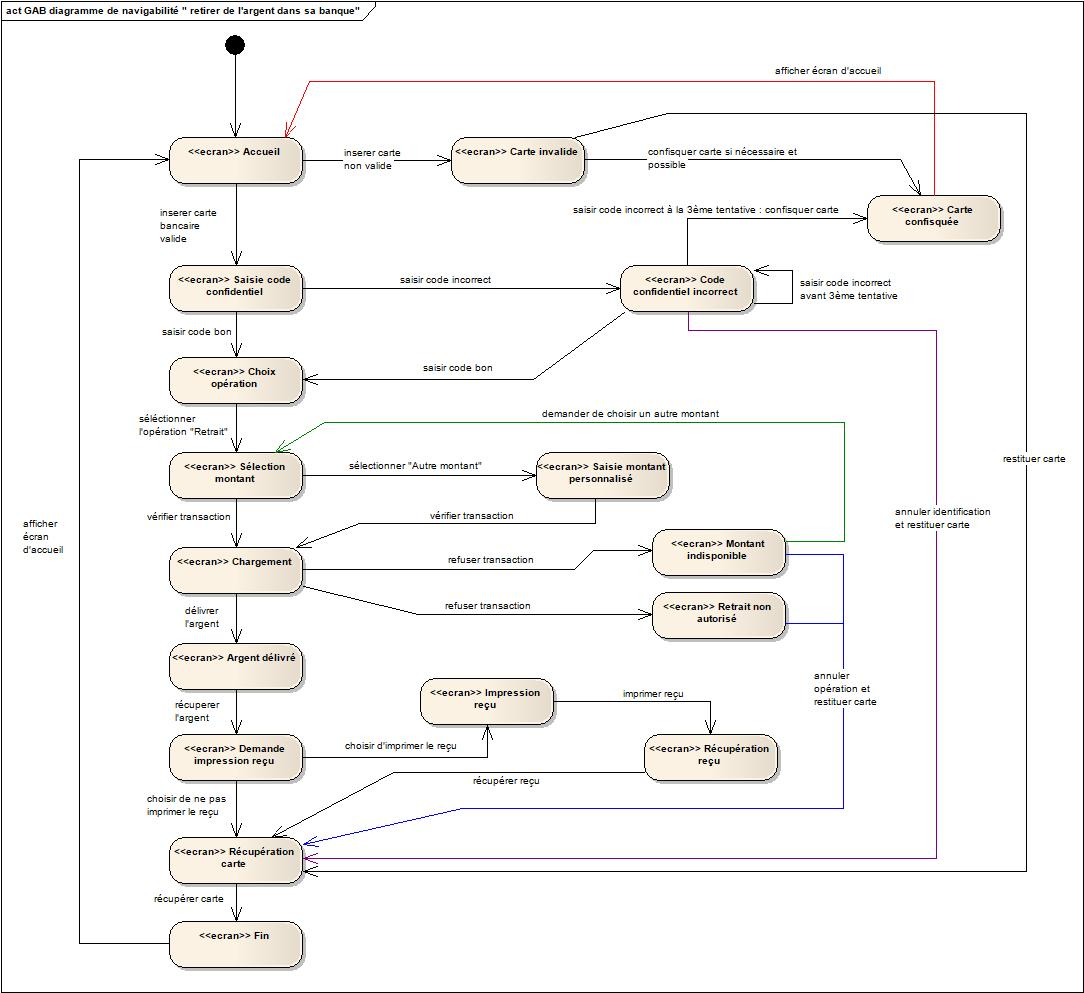 act GAB diagramme de navigabilité " retirer de l'argent dans sa banque"
afficher écran d'accueil
<<ecran>> Accueil
inserer carte
non valide
<<ecran>> Carte invalide
confisquer carte si nécessaire et
possible
<<ecran>> Carte
confisquée
saisir code incorrect à la 3ème tentative : confisquer carte
inserer carte
bancaire
valide
<<ecran>> Saisie code
confidentiel
saisir code incorrect
<<ecran>> Code
confidentiel incorrect
saisir code incorrect
avant 3ème tentative
saisir code bon
<<ecran>> Choix
opération
saisir code bon
séléctionner
l'opération "Retrait"
demander de choisir un autre montant
<<ecran>> Sélection
montant
sélectionner "Autre montant"
<<ecran>> Saisie montant
personnalisé
restituer carte
vérifier transaction
vérifier transaction
annuler identification
et restituer carte
afficher
écran
d'accueil
<<ecran>> Chargement
refuser transaction
<<ecran>> Montant
indisponible
refuser transaction
<<ecran>> Retrait non
autorisé
délivrer
l'argent
<<ecran>> Argent délivré
annuler
opération et
restituer carte
récuperer
l'argent
<<ecran>> Impression
reçu
imprimer reçu
<<ecran>> Demande
impression reçu
choisir d'imprimer le reçu
<<ecran>> Récupération
reçu
récupérer reçu
choisir de ne pas
imprimer le reçu
<<ecran>> Récupération
carte
récupérer carte
<<ecran>> Fin